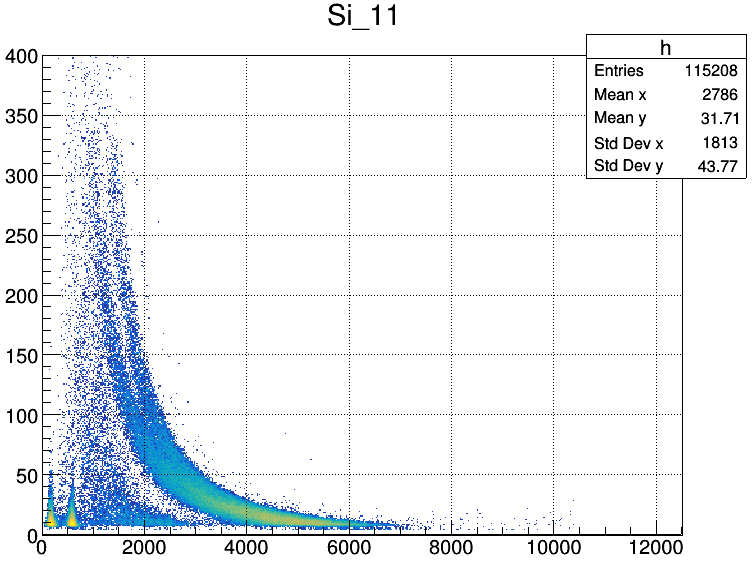 Si_11
h
Entries 115208
Mean x 2786
Mean y 31.71
Std Dev x 1813
Std Dev y 43.77
400
350
300
250
200
150
100
50
0
0 2000 4000 6000 8000 10000 12000